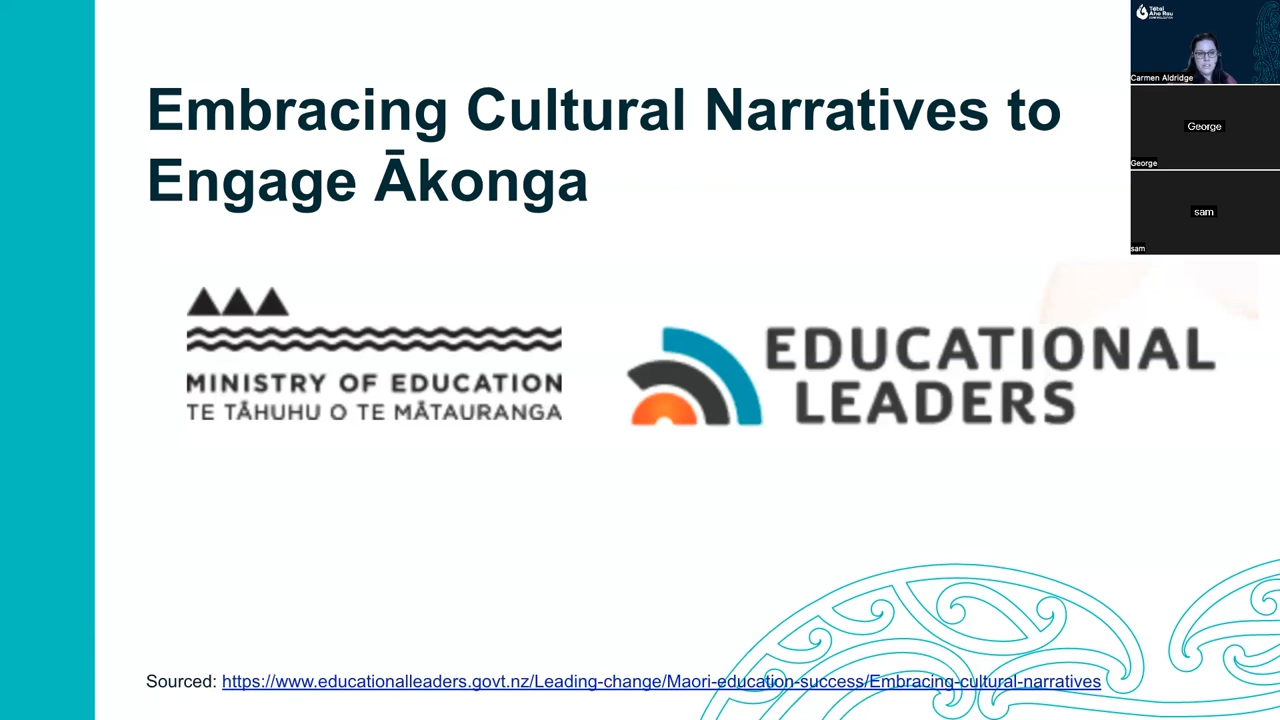 Embracing Cultural Narratives to
Engage Ākonga
MINISTRY OF EDUCATION
TE TĀHUHU O TE MĀTAURANGA
EDUCATIONAL
LEADERS
Sourced: https://www.educationalleaders.govt.nz/Leading-change/Maori-education-success/Embracing-cultural-narratives
Carmen Aldridge
George
George
sam
sam